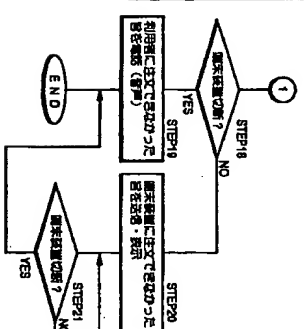 1
端末装置切断?
STEP18
YES
NO
利用者に注文できなかった
旨を電話(音声)
STEP19
端末装置に注文できなかった
旨を送信・表示
STEP20
END
端末装置切断?
STEP21
YES
NO